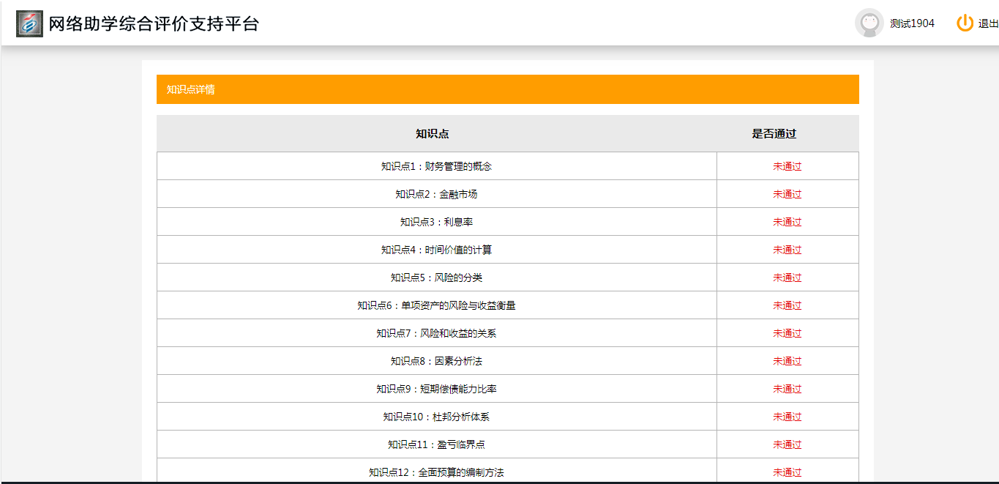 网络助学综合评价支持平台 测试1904 退出
知识点详情
知识点 是否通过
知识点1：财务管理的概念 未通过
知识点2：金融市场 未通过
知识点3：利息率 未通过
知识点4：时间价值的计算 未通过
知识点5：风险的分类 未通过
知识点6：单项资产的风险与收益衡量 未通过
知识点7：风险和收益的关系 未通过
知识点8：因素分析法 未通过
知识点9：短期偿债能力比率 未通过
知识点10：杜邦分析体系 未通过
知识点11：盈亏临界点 未通过
知识点12：全面预算的编制方法 未通过